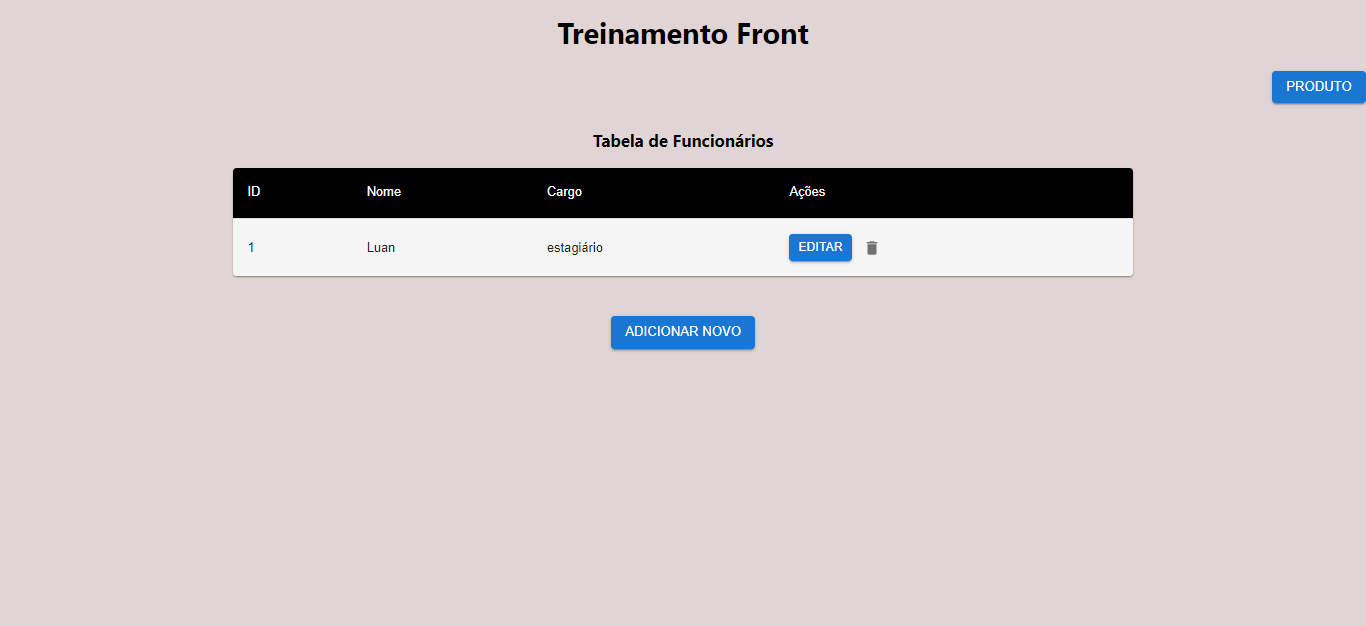 Treinamento Front
PRODUTO
Tabela de Funcionários
ID Nome Cargo Ações
1 Luan estagiário EDITAR
ADICIONAR NOVO